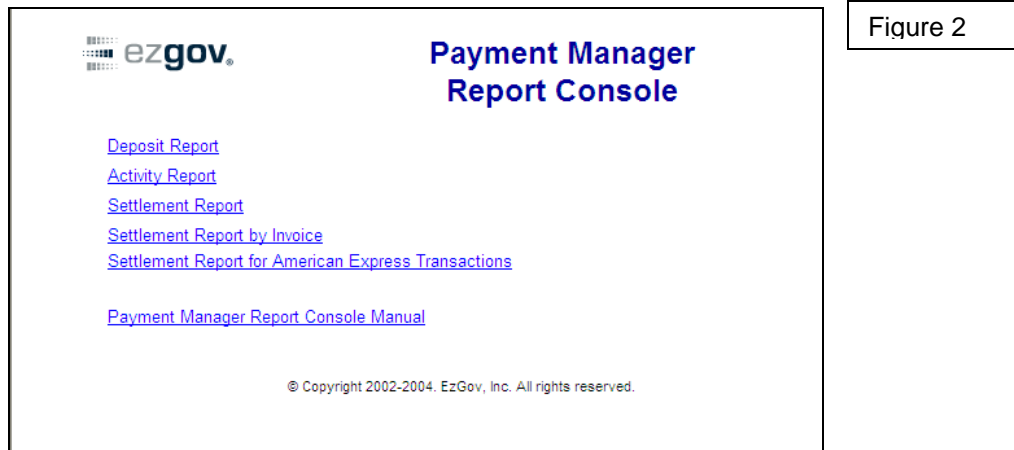 Figure 2
ezgov®
Payment Manager
Report Console
Deposit Report
Activity Report
Settlement Report
Settlement Report by Invoice
Settlement Report for American Express Transactions
Payment Manager Report Console Manual
© Copyright 2002-2004. EzGov, Inc. All rights reserved.